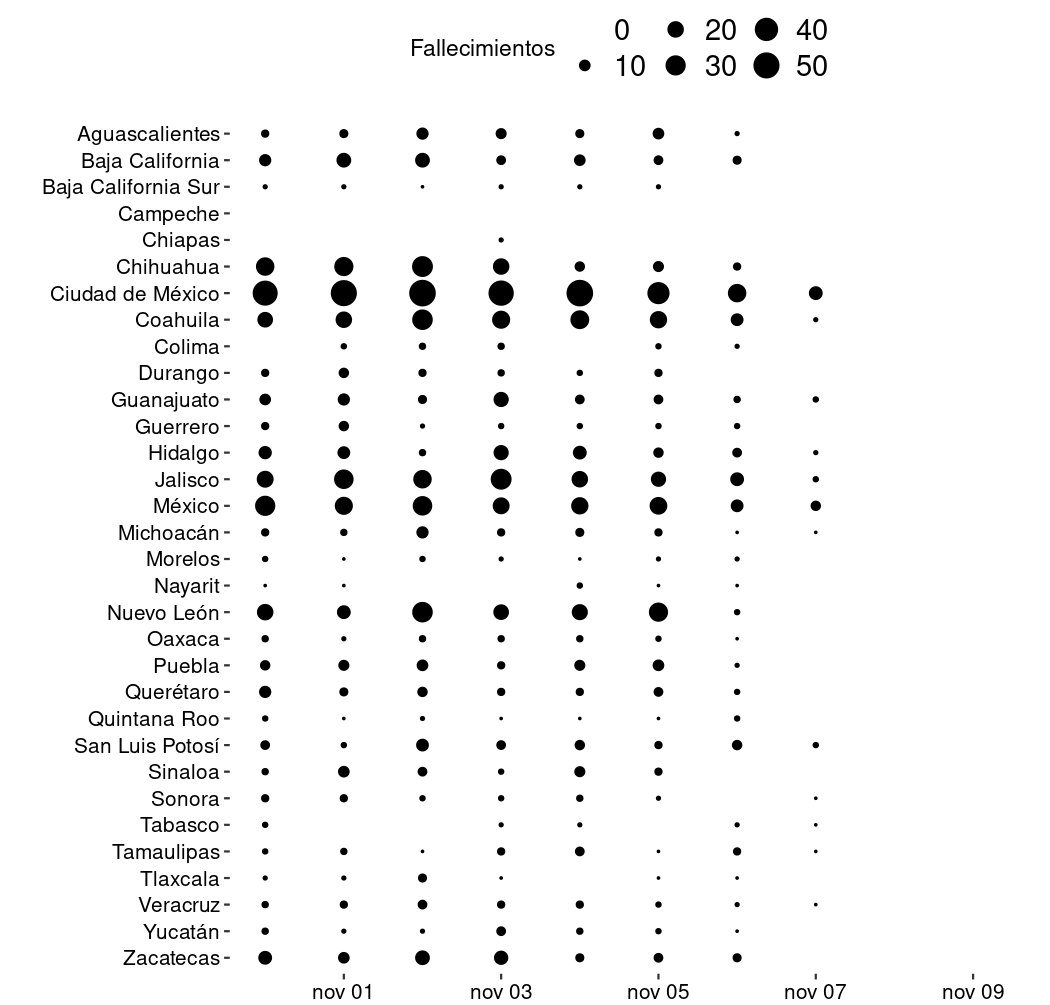 Fallecimientos
0 20 40
10 30 50
Aguascalientes
Baja California
Baja California Sur
Campeche
Chiapas
Chihuahua
Ciudad de México
Coahuila
Colima
Durango
Guanajuato
Guerrero
Hidalgo
Jalisco
México
Michoacán
Morelos
Nayarit
Nuevo León
Oaxaca
Puebla
Querétaro
Quintana Roo
San Luis Potosí
Sinaloa
Sonora
Tabasco
Tamaulipas
Tlaxcala
Veracruz
Yucatán
Zacatecas
nov 01 nov 03 nov 05 nov 07 nov 09